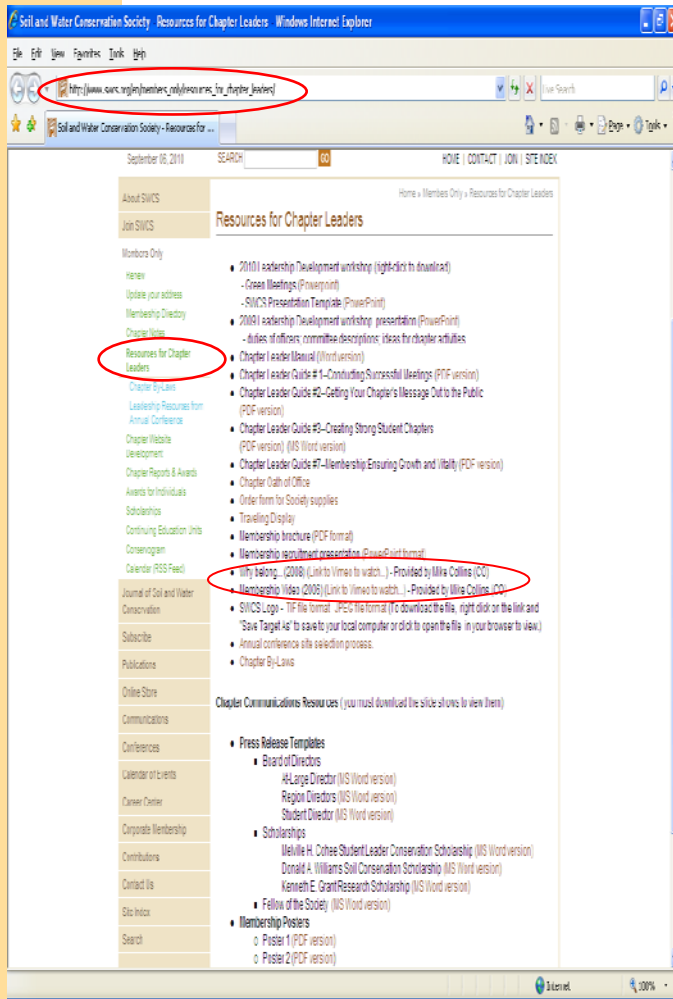 Soil and Water Conservation Society - Resources for Chapter Leaders - Windows Internet Explorer
File Edit View Favorites Tools Help
http://www.swcs.org/en/members_only/resources_for_chapter_leaders/
Live Search
Soil and Water Conservation Society - Resources for ...
Page Tools
September 06, 2010 SEARCH GO HOME | CONTACT | JOIN | SITE INDEX
Home » Members Only » Resources for Chapter Leaders
About SWCS
Join SWCS
Members Only
Renew
Update your address
Membership Directory
Chapter Notes
Resources for Chapter
Leaders
Chapter By-Laws
Leadership Resources from
Annual Conference
Chapter Website
Development
Chapter Reports & Awards
Awards for Individuals
Scholarships
Continuing Education Units
Conservogram
Calendar (RSS Feed)
Journal of Soil and Water
Conservation
Subscribe
Publications
Online Store
Communications
Conferences
Calendar of Events
Career Center
Corporate Membership
Contributions
Contact Us
Site Index
Search
Resources for Chapter Leaders
• 2010 Leadership Development workshop (right-click to download)
- Green Meetings (Powerpoint)
- SWCS Presentation Template (PowerPoint)
• 2009 Leadership Development workshop presentation (PowerPoint)
- duties of officers; committee descriptions; ideas for chapter activities
• Chapter Leader Manual (Word version)
• Chapter Leader Guide # 1–Conducting Successful Meetings (PDF version)
• Chapter Leader Guide #2–Getting Your Chapter's Message Out to the Public
(PDF version)
• Chapter Leader Guide #3–Creating Strong Student Chapters
(PDF version) (MS Word version)
• Chapter Leader Guide #7–Membership:Ensuring Growth and Vitality (PDF version)
• Chapter Oath of Office
• Order form for Society supplies
• Traveling Display
• Membership brochure (PDF format)
• Membership recruitment presentation (PowerPoint format)
• Why belong... (2008) (Link to Vimeo to watch...) - Provided by Mike Collins (CO)
• Membership Video (2006) (Link to Vimeo to watch...) - Provided by Mike Collins (CO)
• SWCS Logo - TIF file format JPEG file format (To download the file, right click on the link and
"Save Target As" to save to your local computer or click to open the file in your browser to view.)
• Annual conference site selection process.
• Chapter By-Laws
Chapter Communications Resources (you must download the slide shows to view them)
• Press Release Templates
▪ Board of Directors
At-Large Director (MS Word version)
Region Directors (MS Word version)
Student Director (MS Word version)
▪ Scholarships
Melville H. Cohee Student Leader Conservation Scholarship (MS Word version)
Donald A. Williams Soil Conservation Scholarship (MS Word version)
Kenneth E. Grant Research Scholarship (MS Word version)
▪ Fellow of the Society (MS Word version)
• Membership Posters
o Poster 1 (PDF version)
o Poster 2 (PDF version)
Internet 100%